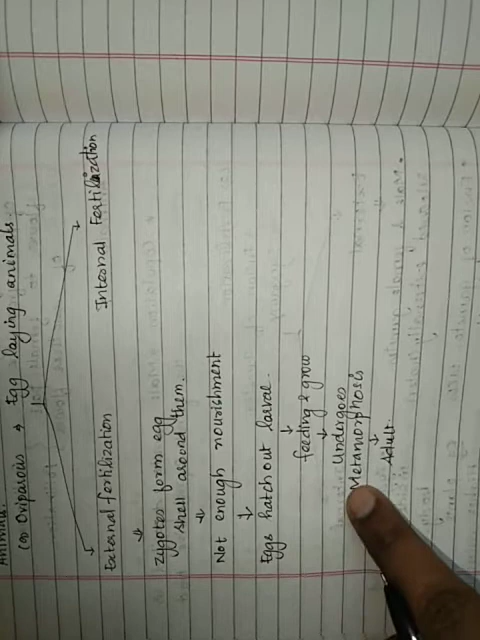 (a) Oviparous → Egg laying animals.
External fertilization
Internal Fertilization
↓
Zygotes form egg
shell around them.
↓
Not enough nourishment
↓
Eggs hatch out larval.
↓
feeding & grow
↓
Undergoes
Metamorphosis
↓
Adult.